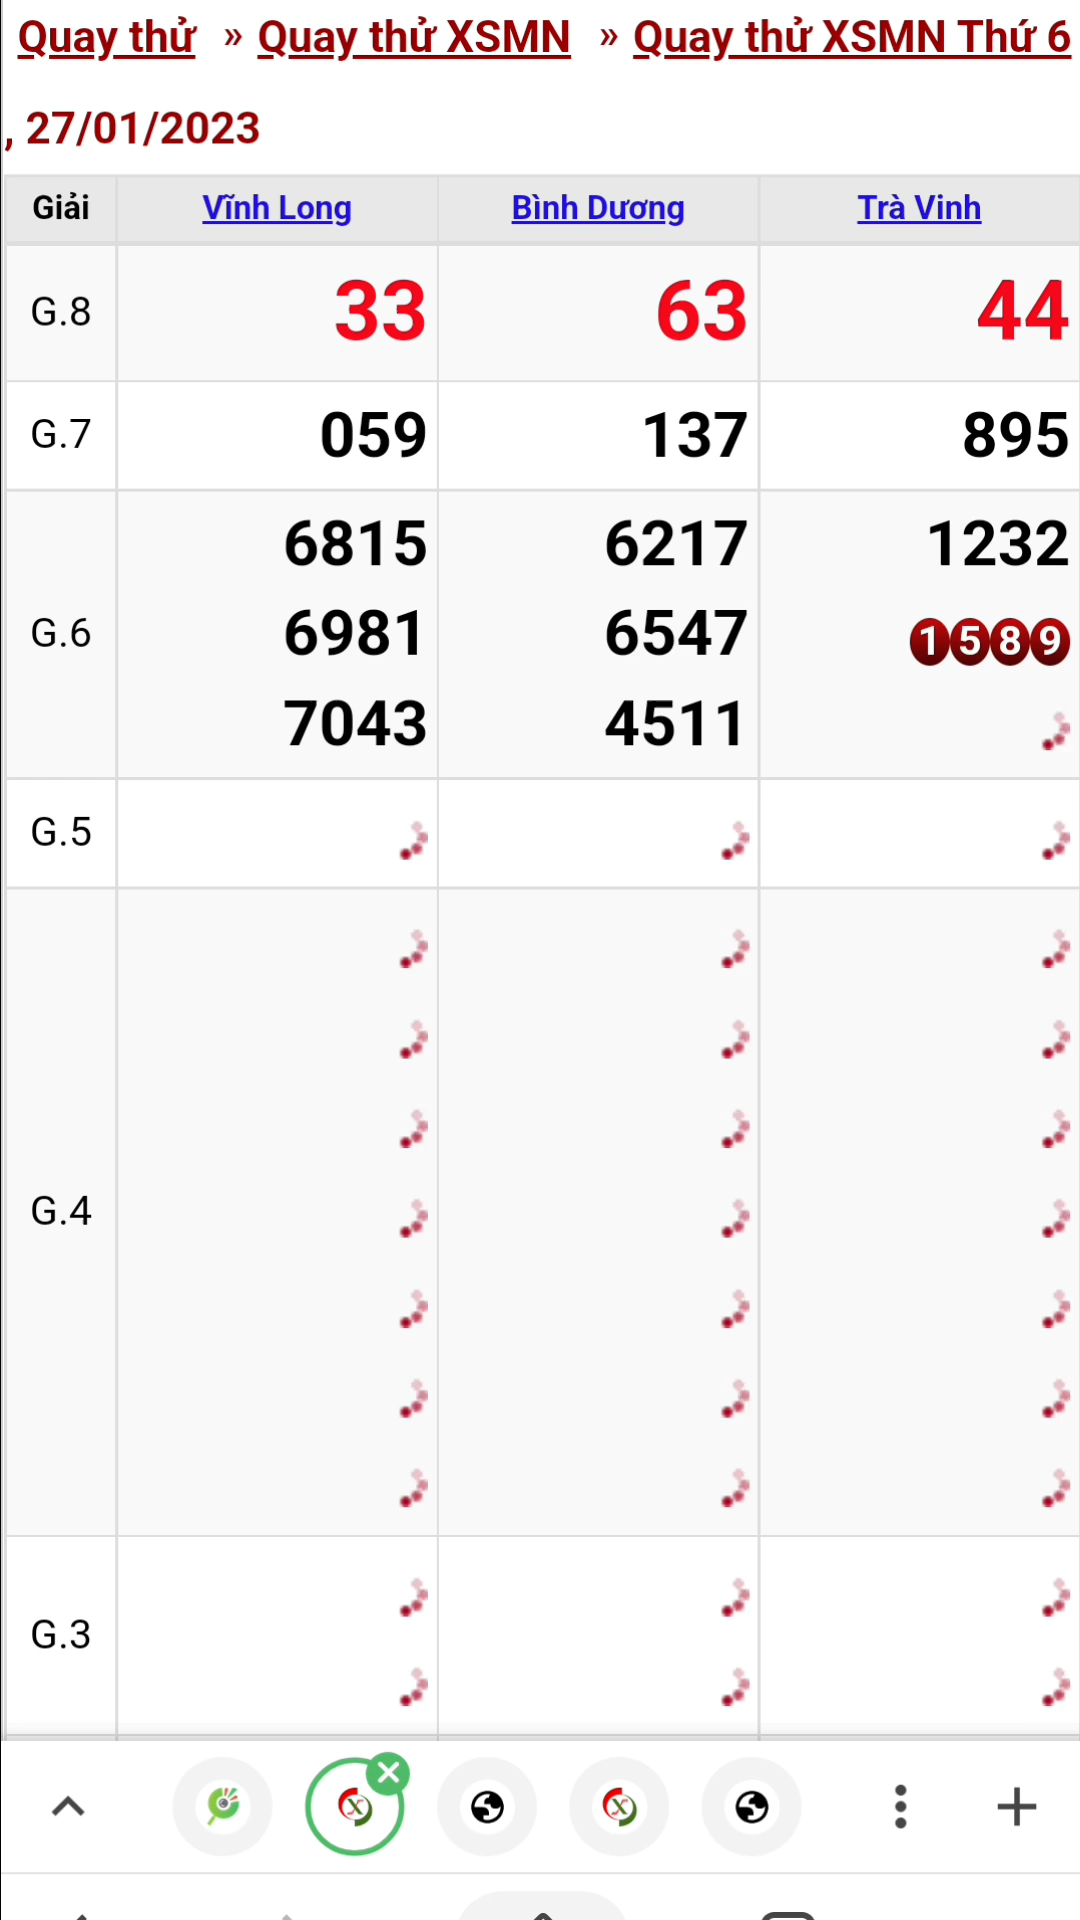 Quay thử » Quay thử XSMN » Quay thử XSMN Thứ 6
, 27/01/2023
Giải Vĩnh Long Bình Dương Trà Vinh
G.8 33 63 44
G.7 059 137 895
6815 6217 1232
G.6 6981 6547 1589
7043 4511
G.5
G.4
G.3